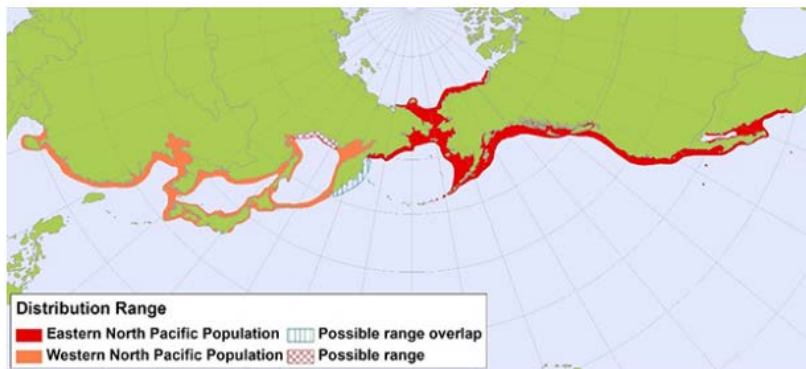 Distribution Range
Eastern North Pacific Population
Possible range overlap
Western North Pacific Population
Possible range